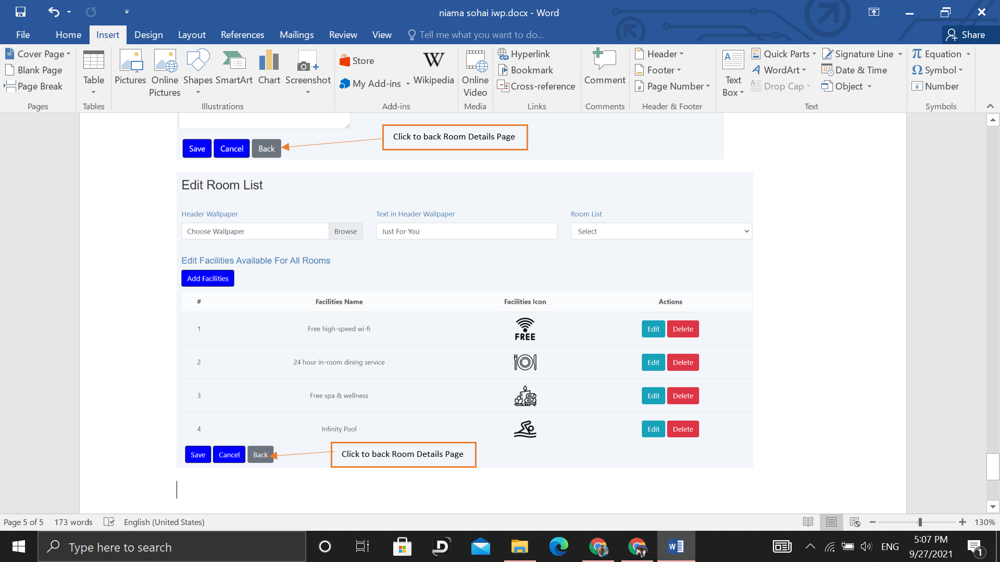 niama sohai iwp.docx - Word
File Home Insert Design Layout References Mailings Review View Tell me what you want to do... Share
Cover Page
Blank Page
Page Break
Pages
Table
Tables
Pictures
Online Pictures
Shapes
SmartArt
Chart
Screenshot
Illustrations
Store
My Add-ins
W
Wikipedia
Add-ins
Online Video
Media
Hyperlink
Bookmark
Cross-reference
Links
Comment
Comments
Header
Footer
Page Number
Header & Footer
Text Box
Quick Parts
WordArt
Drop Cap
Signature Line
Date & Time
Object
Text
Equation
Symbol
Number
Symbols
Click to back Room Details Page
Save Cancel Back
Edit Room List
Header Wallpaper Text in Header Wallpaper Room List
Choose Wallpaper Browse Just For You Select
Edit Facilities Available For All Rooms
Add Facilities
# Facilities Name Facilities Icon Actions
1 Free high-speed wi-fi FREE Edit Delete
2 24 hour in-room dining service Edit Delete
3 Free spa & wellness Edit Delete
4 Infinity Pool Edit Delete
Save Cancel Back Click to back Room Details Page
Page 5 of 5 173 words English (United States) 130%
Type here to search ENG 5:07 PM
9/27/2021 1